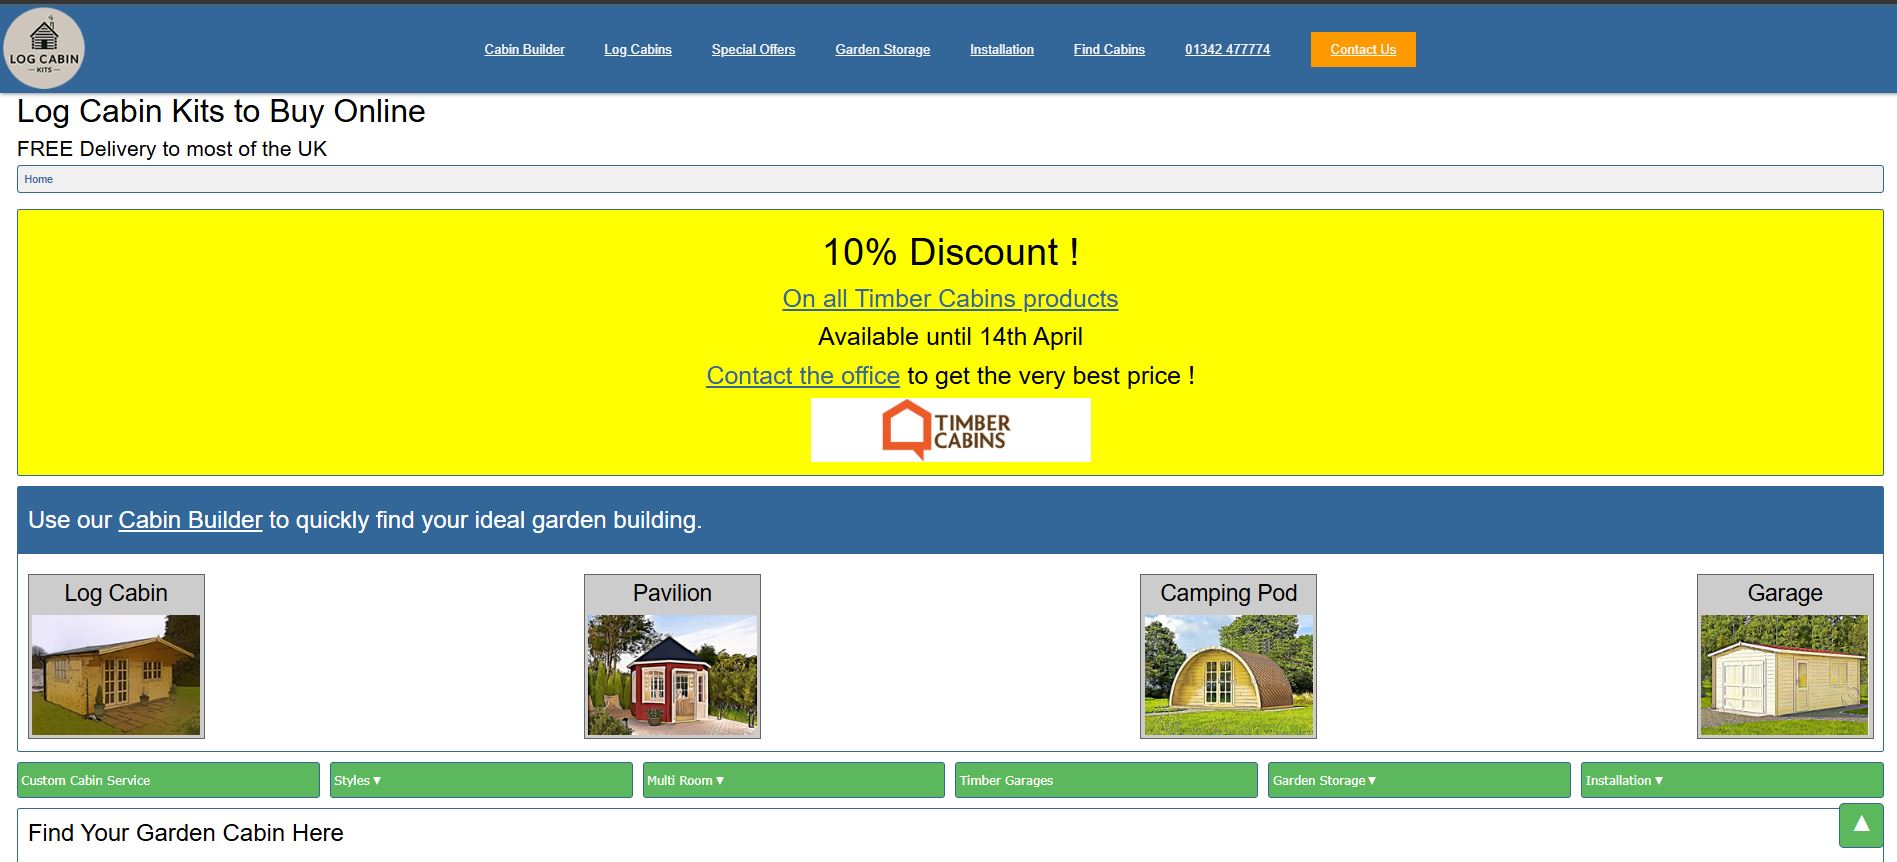 LOG CABIN
KITS
Cabin Builder
Log Cabins
Special Offers
Garden Storage
Installation
Find Cabins
01342 477774
Contact Us
Log Cabin Kits to Buy Online
FREE Delivery to most of the UK
Home
10% Discount !
On all Timber Cabins products
Available until 14th April
Contact the office to get the very best price !
TIMBER
CABINS
Use our Cabin Builder to quickly find your ideal garden building.
Log Cabin
Pavilion
Camping Pod
Garage
Custom Cabin Service
Styles ▼
Multi Room ▼
Timber Garages
Garden Storage ▼
Installation ▼
Find Your Garden Cabin Here
▲